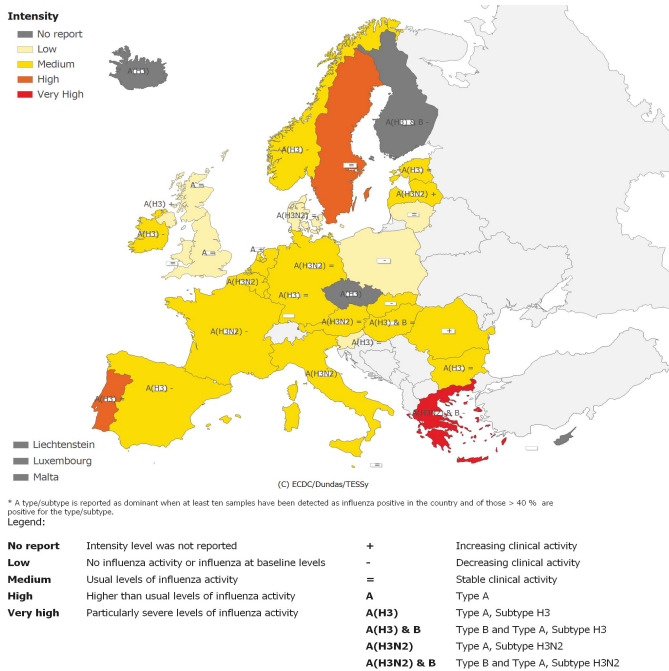 Intensity
No report
Low
Medium
High
Very High
A(H3) & B -
A(H3) -
A(H3) =
=
A(H3N2) +
A =
A(H3) +
A(H3N2) =
=
A(H3) -
A =
A =
=
A(H3N2) =
-
A(H3N2) -
A(H3) =
-
A(H3N2) -
A(H3N2) =
A(H3) & B =
+
A(H3) =
A(H3) =
A(H3N2) -
A(H3) -
& B -
Liechtenstein
Luxembourg
Malta
=
(C) ECDC/Dundas/TESSy
* A type/subtype is reported as dominant when at least ten samples have been detected as influenza positive in the country and of those > 40 % are
positive for the type/subtype.
Legend:
No report Intensity level was not reported + Increasing clinical activity
Low No influenza activity or influenza at baseline levels - Decreasing clinical activity
Medium Usual levels of influenza activity = Stable clinical activity
High Higher than usual levels of influenza activity A Type A
Very high Particularly severe levels of influenza activity A(H3) Type A, Subtype H3
A(H3) & B Type B and Type A, Subtype H3
A(H3N2) Type A, Subtype H3N2
A(H3N2) & B Type B and Type A, Subtype H3N2